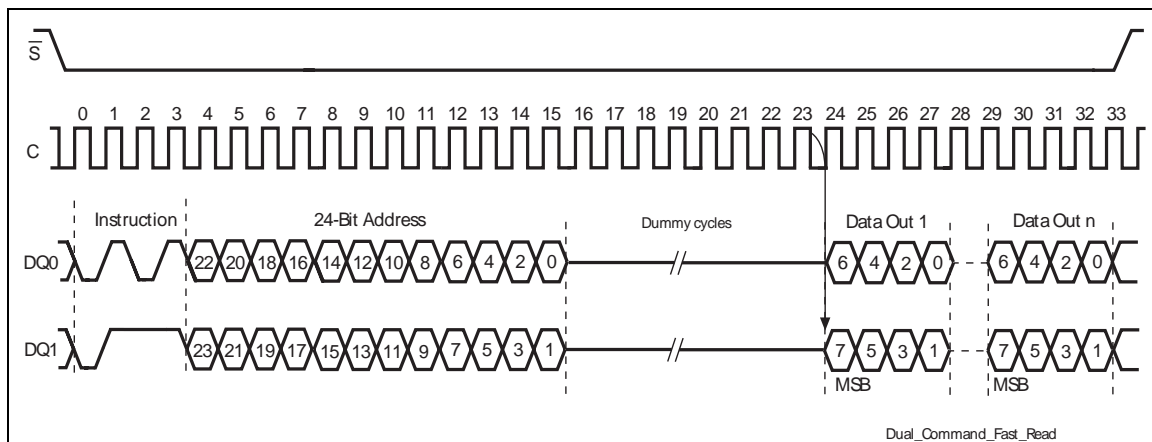 S
0 1 2 3 4 5 6 7 8 9 10 11 12 13 14 15 16 17 18 19 20 21 22 23 24 25 26 27 28 29 30 31 32 33
C
Instruction 24-Bit Address Dummy cycles Data Out 1 Data Out n
DQ0 22 20 18 16 14 12 10 8 6 4 2 0 6 4 2 0 6 4 2 0
DQ1 23 21 19 17 15 13 11 9 7 5 3 1 7 5 3 1 7 5 3 1
MSB MSB
Dual_Command_Fast_Read